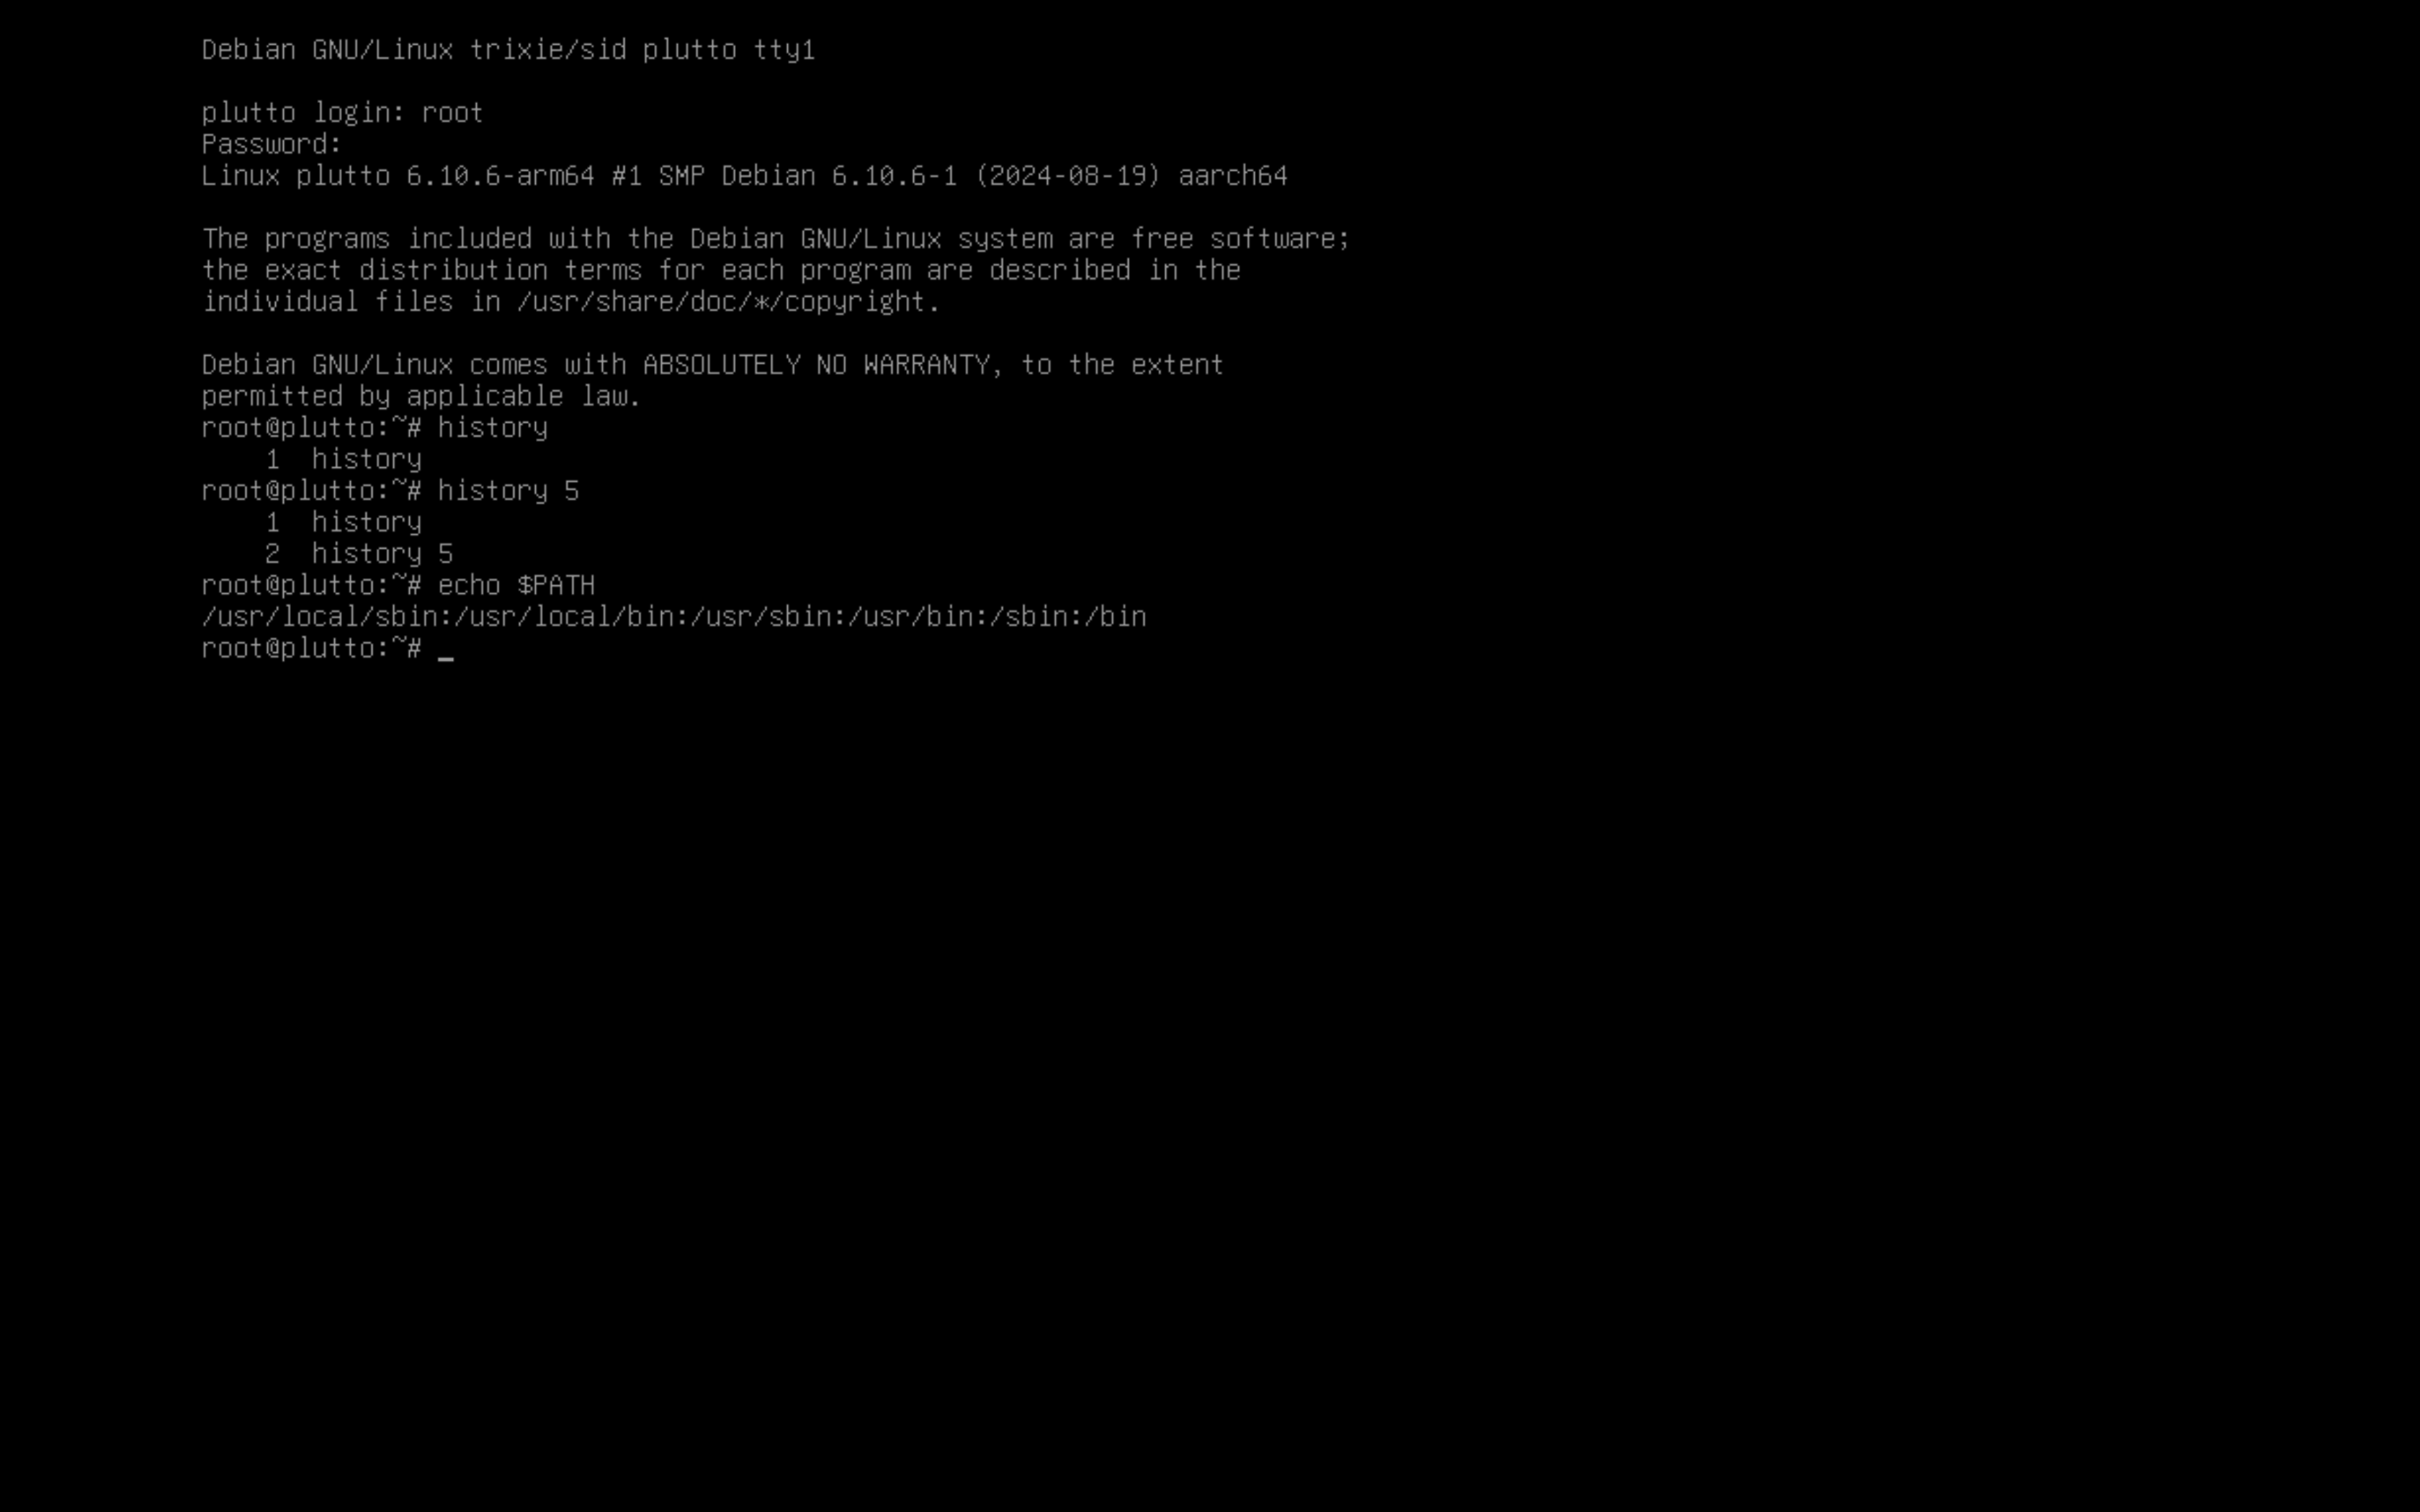 Debian GNU/Linux trixie/sid plutto tty1
plutto login: root
Password:
Linux plutto 6.10.6-arm64 #1 SMP Debian 6.10.6-1 (2024-08-19) aarch64
The programs included with the Debian GNU/Linux system are free software;
the exact distribution terms for each program are described in the
individual files in /usr/share/doc/*/copyright.
Debian GNU/Linux comes with ABSOLUTELY NO WARRANTY, to the extent
permitted by applicable law.
root@plutto:~# history
    1  history
root@plutto:~# history 5
    1  history
    2  history 5
root@plutto:~# echo $PATH
/usr/local/sbin:/usr/local/bin:/usr/sbin:/usr/bin:/sbin:/bin
root@plutto:~# _